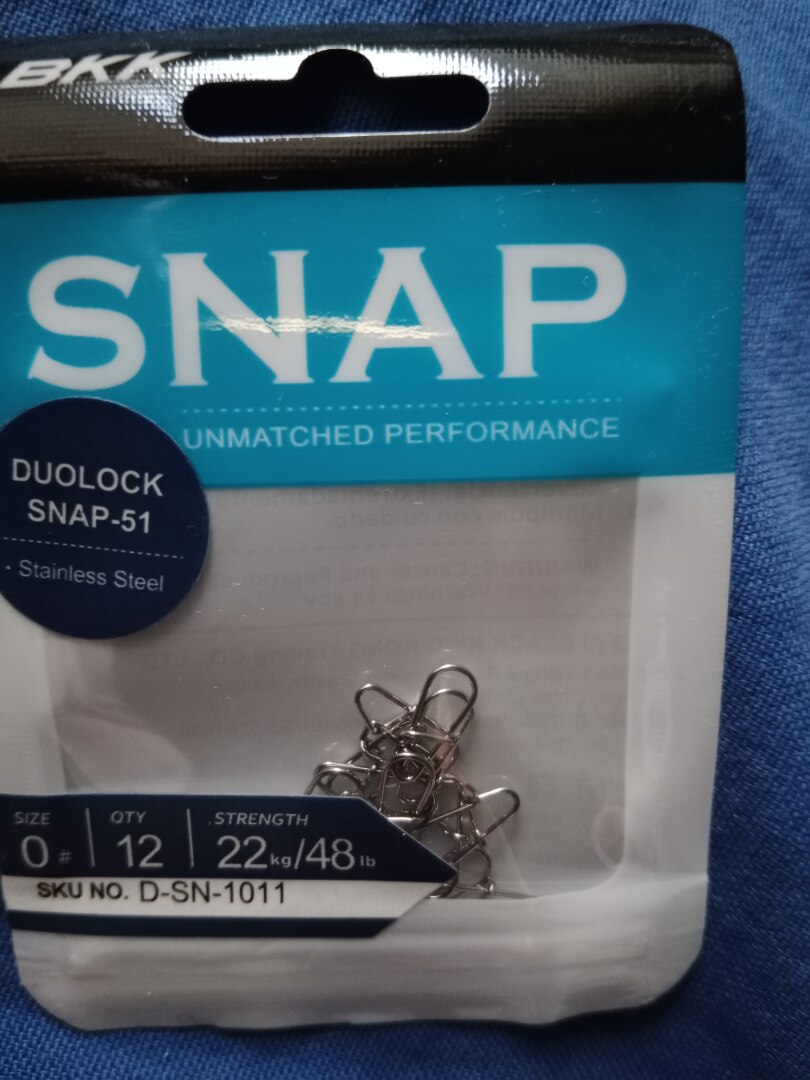 BKK
SNAP
UNMATCHED PERFORMANCE
DUOLOCK
SNAP-51
· Stainless Steel
SIZE QTY STRENGTH
0# 12 22kg/48lb
SKU NO. D-SN-1011